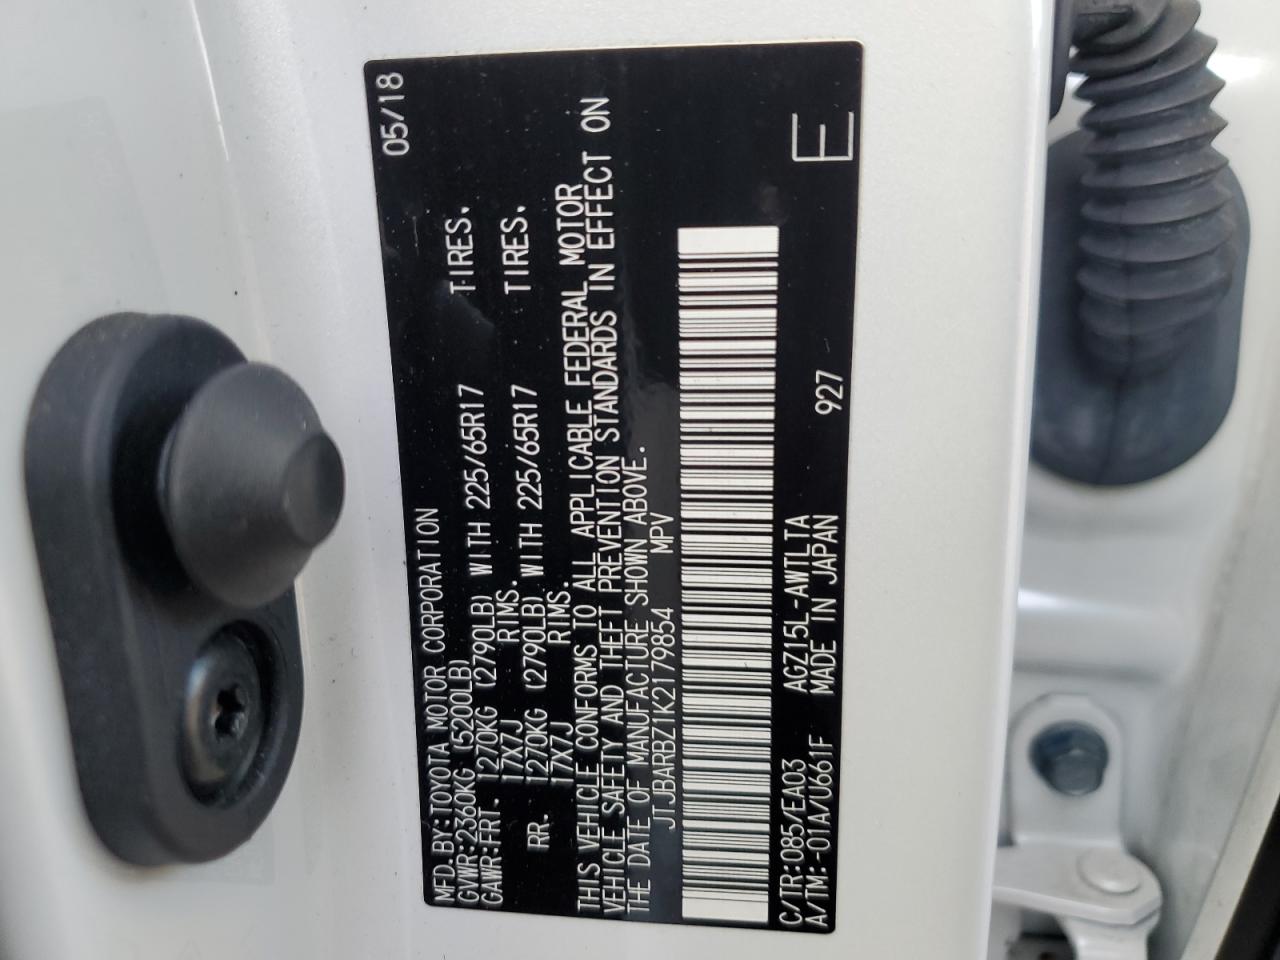 MFD.BY:TOYOTA MOTOR CORPORATION 05/18
GVWR:2360KG (5200LB)
GAWR:FRT. 1270KG (2790LB) WITH 225/65R17 TIRES.
17X7J RIMS.
RR. 1270KG (2790LB) WITH 225/65R17 TIRES.
17X7J RIMS.
THIS VEHICLE CONFORMS TO ALL APPLICABLE FEDERAL MOTOR
VEHICLE SAFETY AND THEFT PREVENTION STANDARDS IN EFFECT ON
THE DATE OF MANUFACTURE SHOWN ABOVE.
JTJBARBZ1K2179854 MPV
C/TR:085/EA03 AGZ15L-AWTLTA 927 E
A/TM:-01A/U661F MADE IN JAPAN